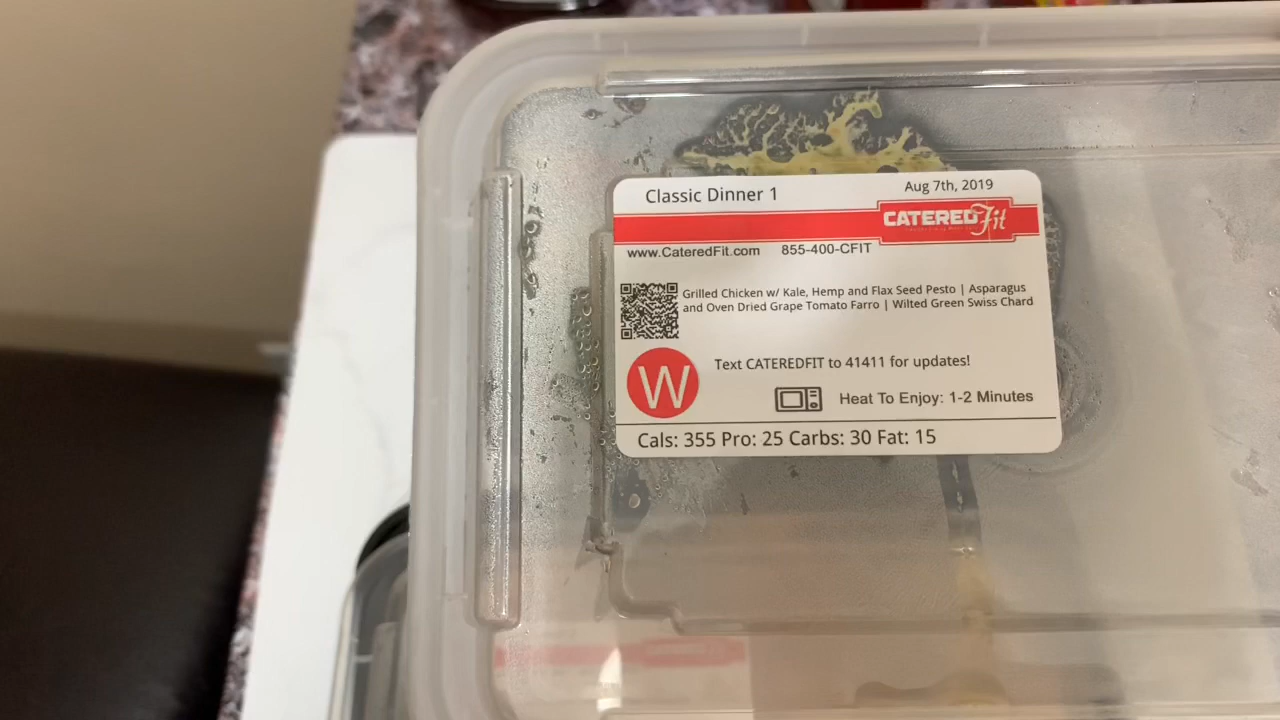 Classic Dinner 1
Aug 7th, 2019
CATERED Fit
www.CateredFit.com 855-400-CFIT
Grilled Chicken w/ Kale, Hemp and Flax Seed Pesto | Asparagus
and Oven Dried Grape Tomato Farro | Wilted Green Swiss Chard
W
Text CATEREDFIT to 41411 for updates!
Heat To Enjoy: 1-2 Minutes
Cals: 355 Pro: 25 Carbs: 30 Fat: 15